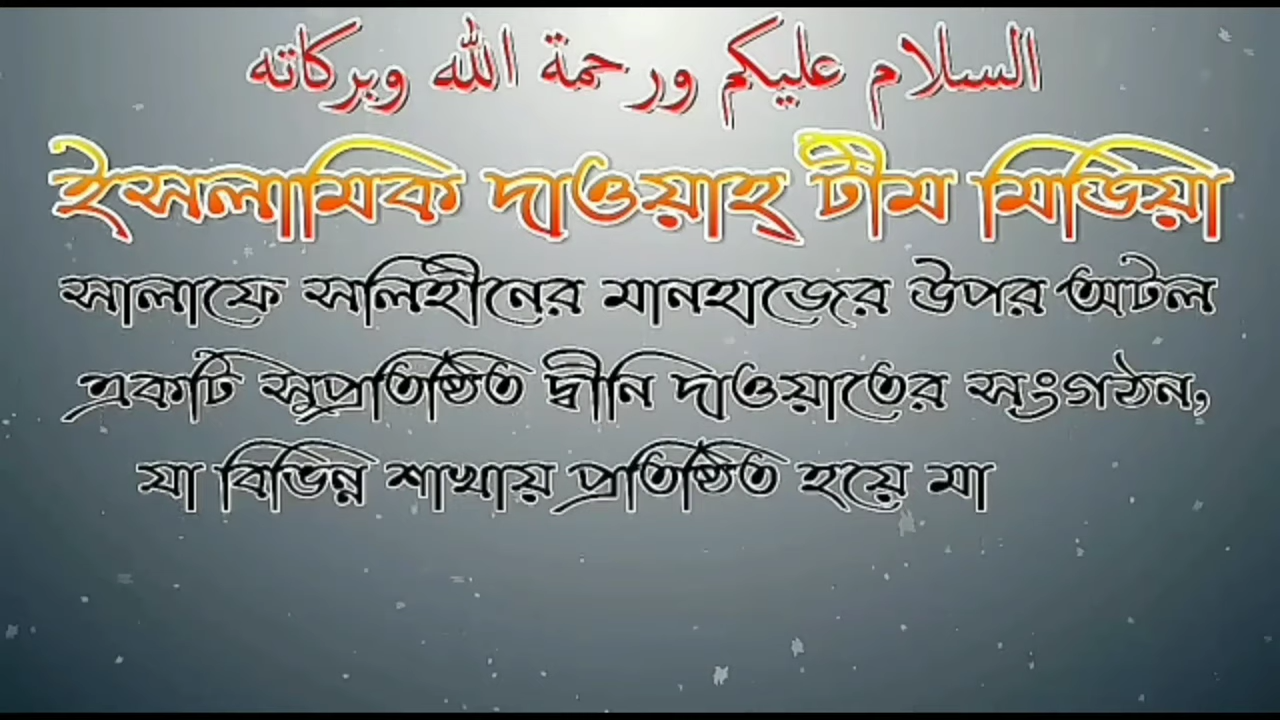 السلام عليكم ورحمة الله وبركاته
ইসলামিক দাওয়াহ্ টীম মিডিয়া
সালাফে সলিহীনের মানহাজের উপর অটল
একটি সুপ্রতিষ্ঠিত দ্বীনি দাওয়াতের সংগঠন,
যা বিভিন্ন শাখায় প্রতিষ্ঠিত হয়ে মা